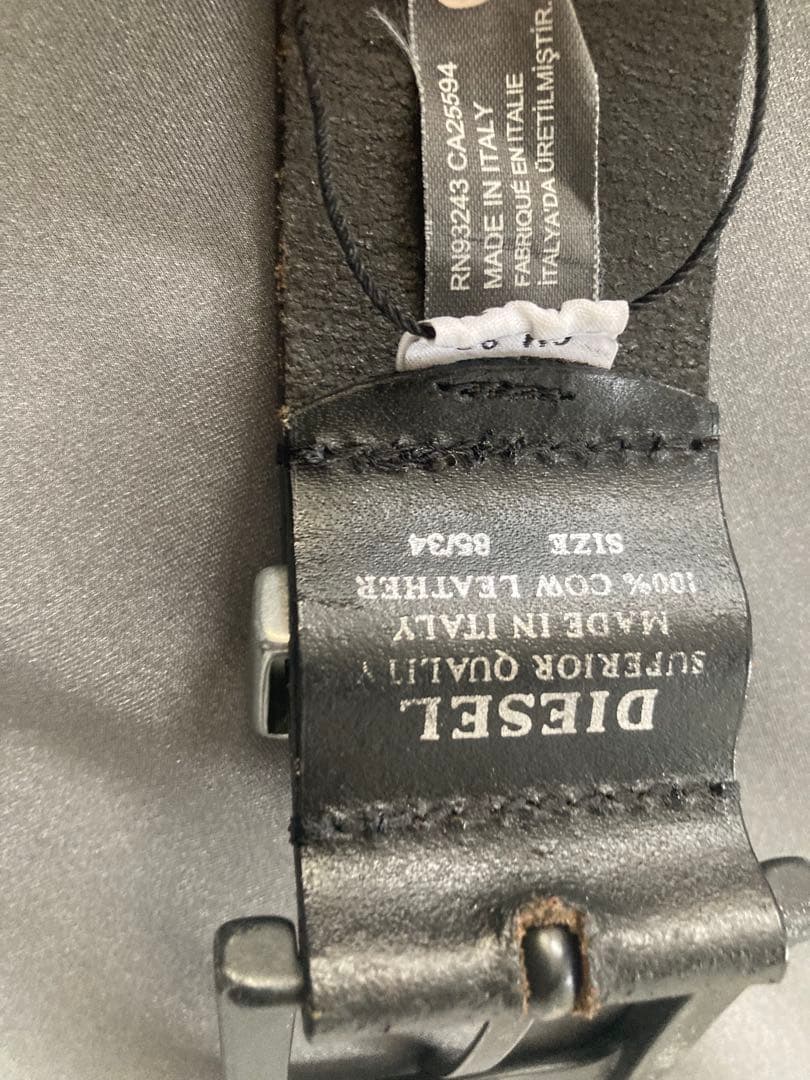 RN93243 CA25594
MADE IN ITALY
FABRIQUÉ EN ITALIE
İTALYA'DA ÜRETİLMİŞTİR.
DIESEL
SUPERIOR QUALITY
MADE IN ITALY
100% COW LEATHER
SIZE 85/34